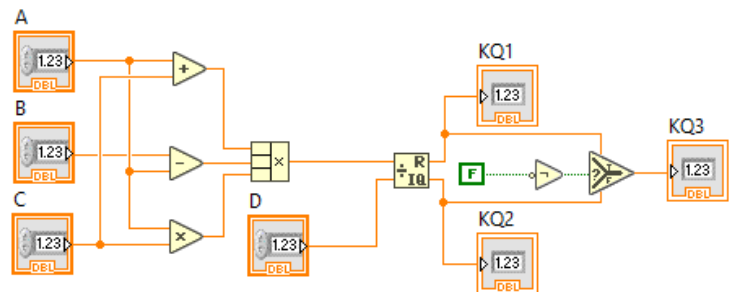 A
1.23
DBL
B
1.23
DBL
C
1.23
DBL
+
-
×
×
D
1.23
DBL
÷ R
IQ
KQ1
1.23
DBL
F
¬
? T
F
KQ3
1.23
DBL
KQ2
1.23
DBL